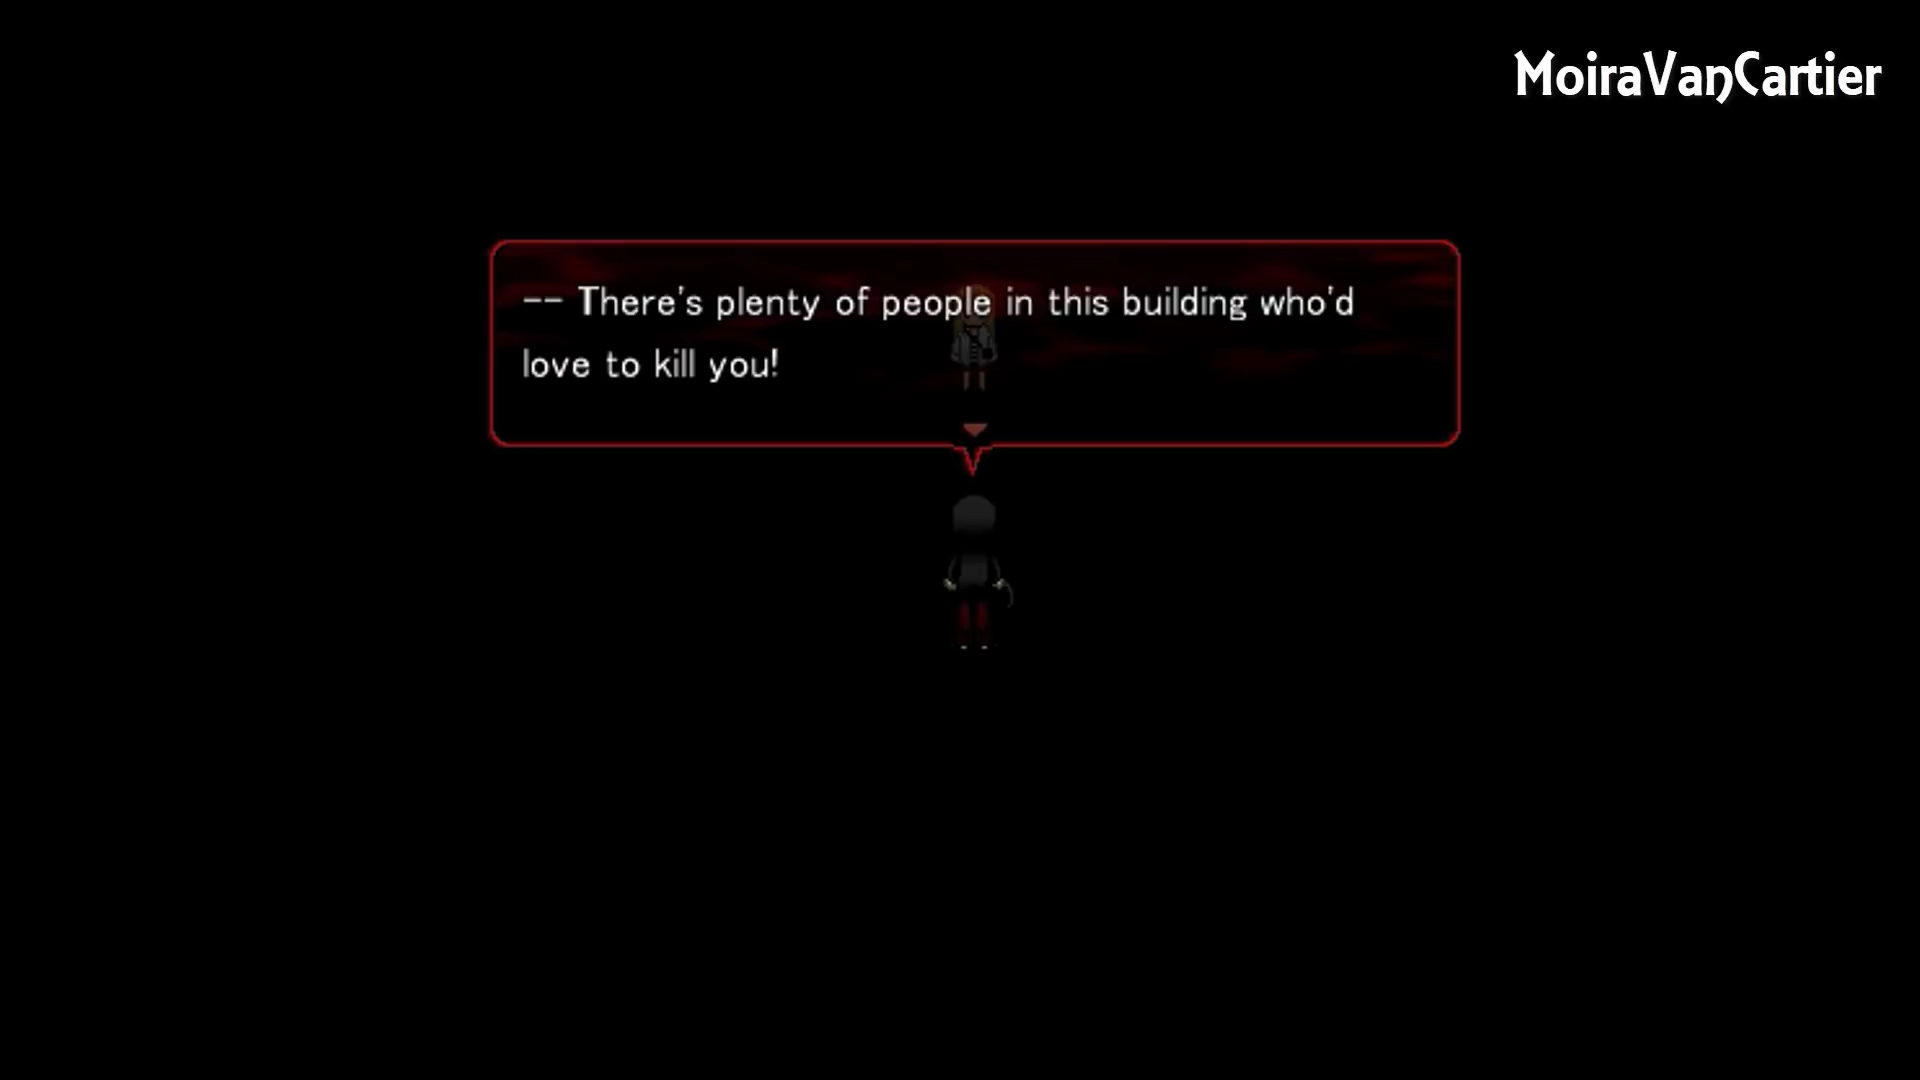 MoiraVanCartier
-- There's plenty of people in this building who'd
love to kill you!